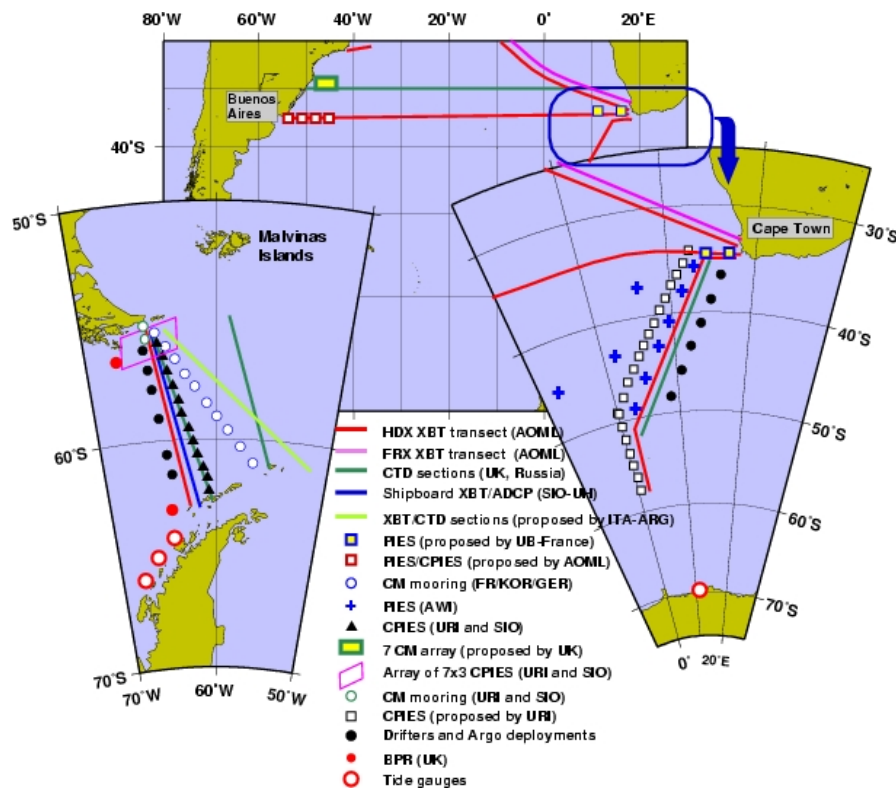 80°W 60°W 40°W 20°W 0° 20°E
Buenos
Aires
40°S
50°S
Malvinas
Islands
Cape Town
30°S
40°S
50°S
60°S
70°S
0° 20°E
60°S
70°S
70°W 60°W 50°W
HDX XBT transect (AOML)
FRX XBT transect (AOML)
CTD sections (UK, Russia)
Shipboard XBT/ADCP (SIO-UH)
XBT/CTD sections (proposed by ITA-ARG)
PIES (proposed by UB-France)
PIES/CPIES (proposed by AOML)
CM mooring (FR/KOR/GER)
PIES (AWI)
CPIES (URI and SIO)
7 CM array (proposed by UK)
Array of 7x3 CPIES (URI and SIO)
CM mooring (URI and SIO)
CPIES (proposed by URI)
Drifters and Argo deployments
BPR (UK)
Tide gauges